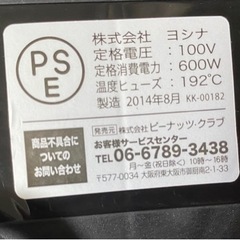 PS
E
株式会社 ヨシナ
定格電圧：100V
定格消費電力：600W
温度ヒューズ：192℃
製造 2014年8月 KK-00182
商品不具合に
ついての
お問い合わせ
発売元 株式会社ピーナッツ・クラブ
お客様サービスセンター
TEL 06-6789-3438
月～金(祝日除く) 10時～16時
〒577-0034 大阪府東大阪市御厨南2-1-33